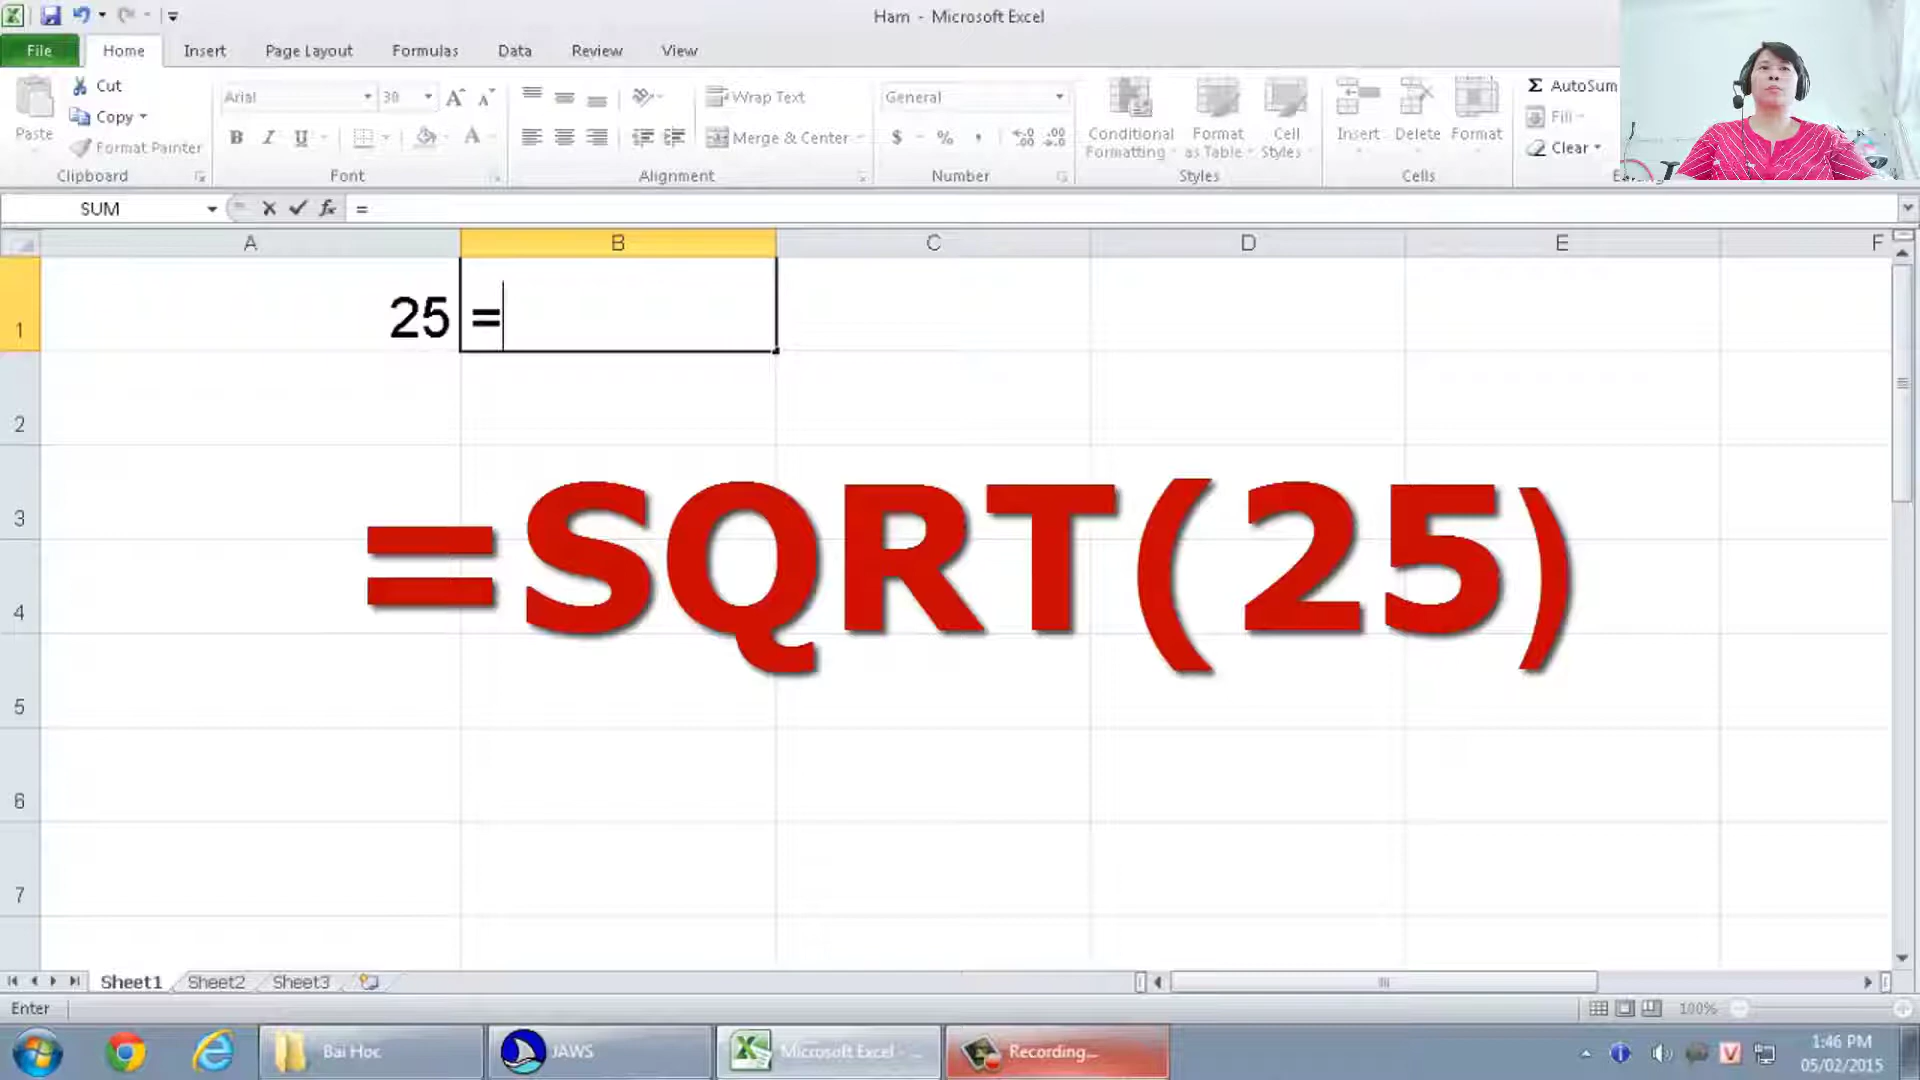 Ham - Microsoft Excel
File Home Insert Page Layout Formulas Data Review View
Paste
Cut
Copy
Format Painter
Clipboard
Arial 30
B I U
Font
Wrap Text
Merge & Center
Alignment
General
$ % ,
Number
Conditional Formatting
Format as Table
Cell Styles
Styles
Insert Delete Format
Cells
Σ AutoSum
Fill
Clear
SUM fx =
A B C D E F
1 25 =
2
3
=SQRT(25)
4
5
6
7
Sheet1 Sheet2 Sheet3
Enter 100%
Bai Hoc JAWS Microsoft Excel - ... Recording... 1:46 PM
05/02/2015